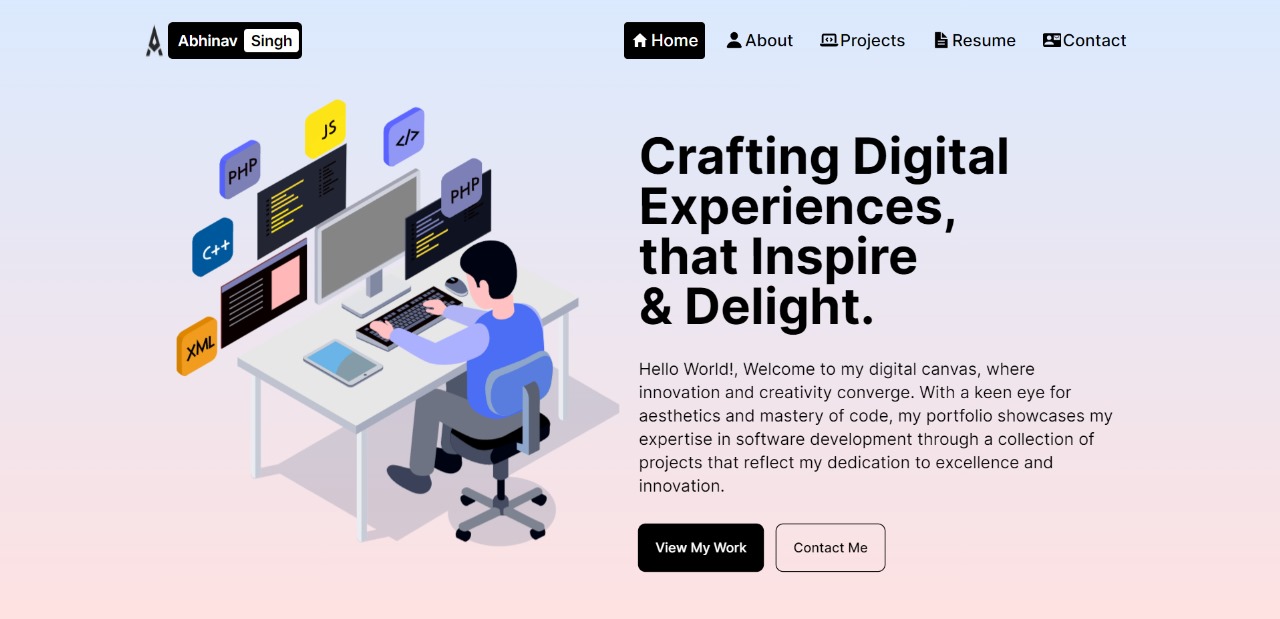 Abhinav Singh
Home About Projects Resume Contact
JS
</>
PHP
PHP
C++
XML
Crafting Digital
Experiences,
that Inspire
& Delight.
Hello World!, Welcome to my digital canvas, where
innovation and creativity converge. With a keen eye for
aesthetics and mastery of code, my portfolio showcases my
expertise in software development through a collection of
projects that reflect my dedication to excellence and
innovation.
View My Work
Contact Me